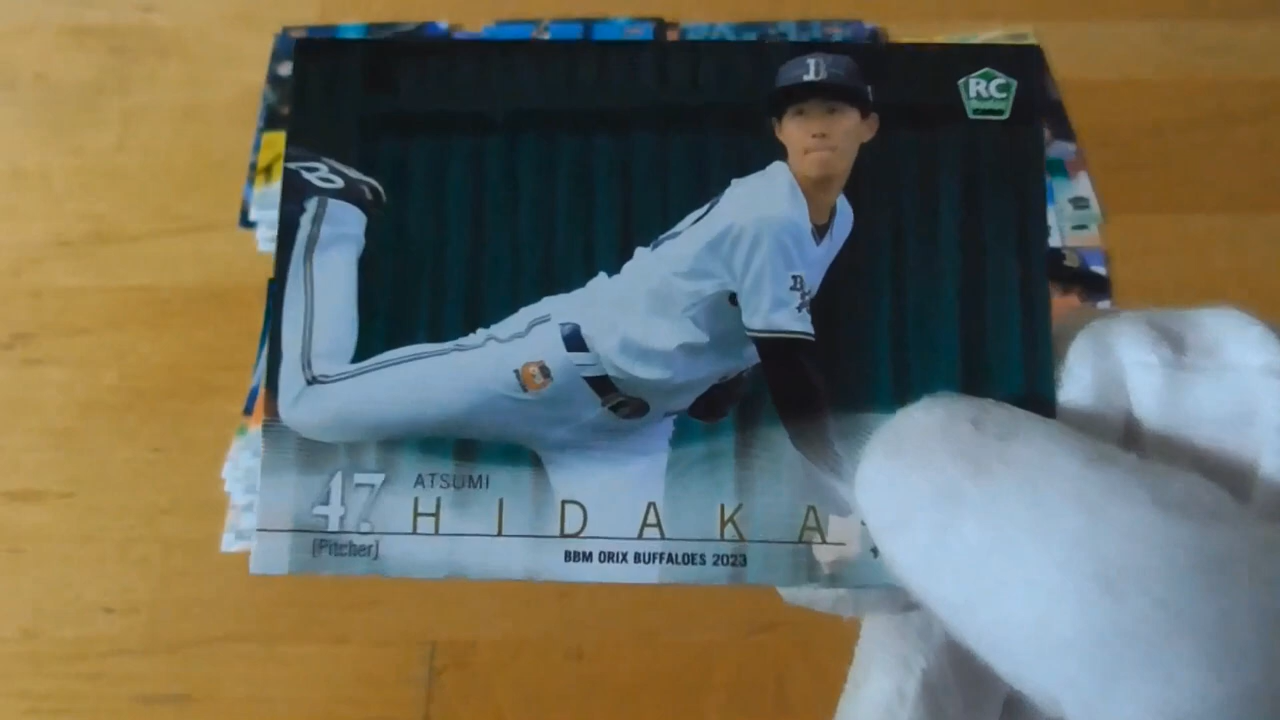 B
RC
B
47
ATSUMI
HIDAKA
[Pitcher]
BBM ORIX BUFFALOES 2023